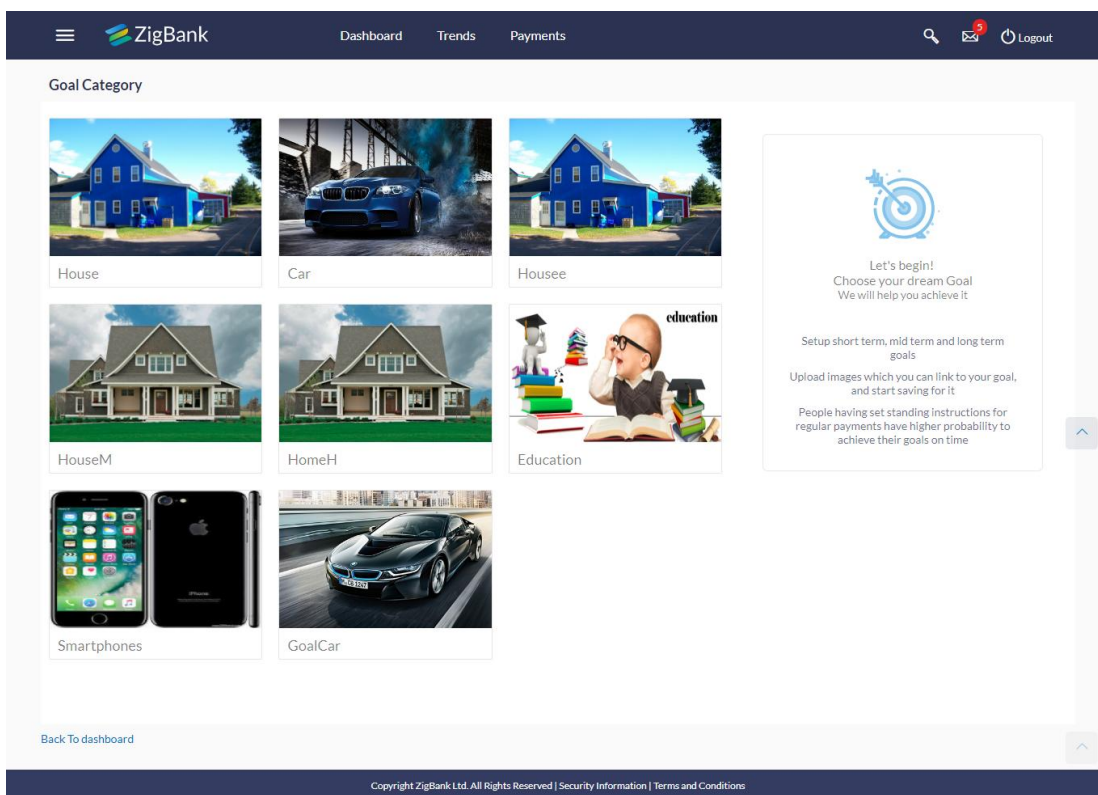 ZigBank
Dashboard Trends Payments
5
Logout
Goal Category
House
Car
Housee
education
HouseM
HomeH
Education
iPhone
Smartphones
GoalCar
Let's begin!
Choose your dream Goal
We will help you achieve it
Setup short term, mid term and long term
goals
Upload images which you can link to your goal,
and start saving for it
People having set standing instructions for
regular payments have higher probability to
achieve their goals on time
Back To dashboard
Copyright ZigBank Ltd. All Rights Reserved | Security Information | Terms and Conditions